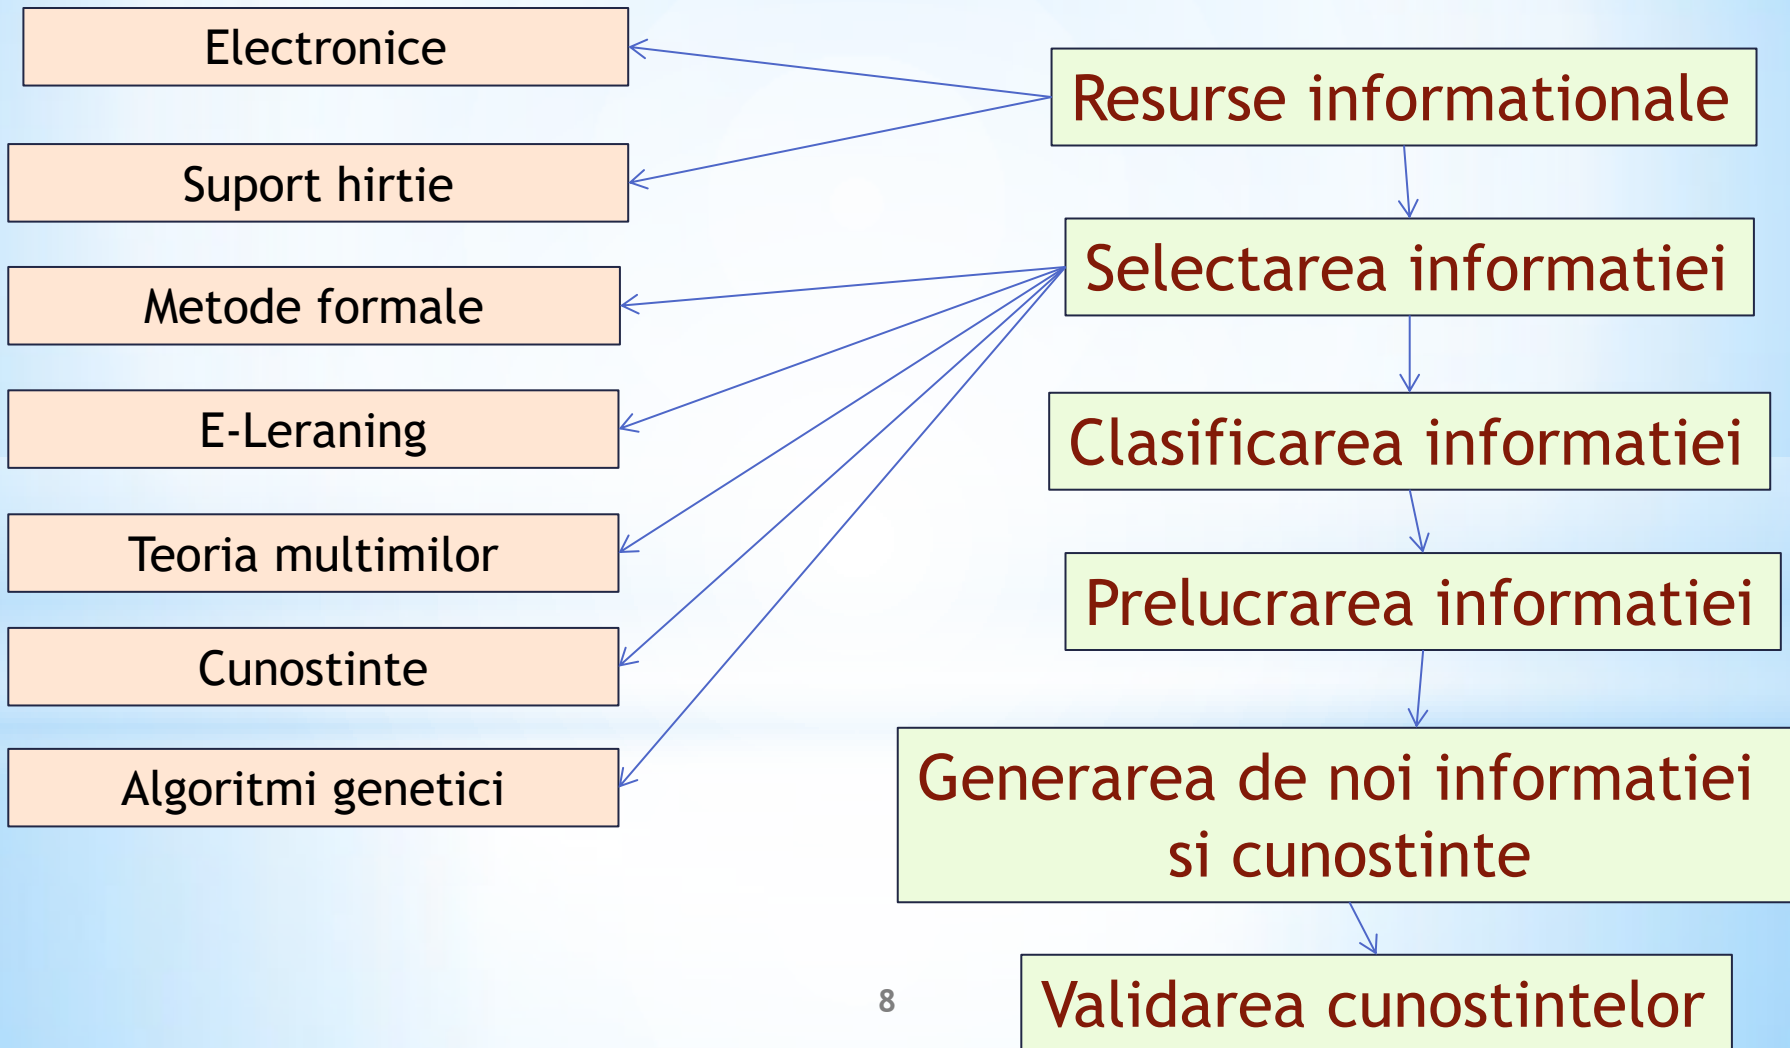 Electronice
Suport hirtie
Metode formale
E-Leraning
Teoria multimilor
Cunostinte
Algoritmi genetici
Resurse informationale
Selectarea informatiei
Clasificarea informatiei
Prelucrarea informatiei
Generarea de noi informatiei
si cunostinte
Validarea cunostintelor
8